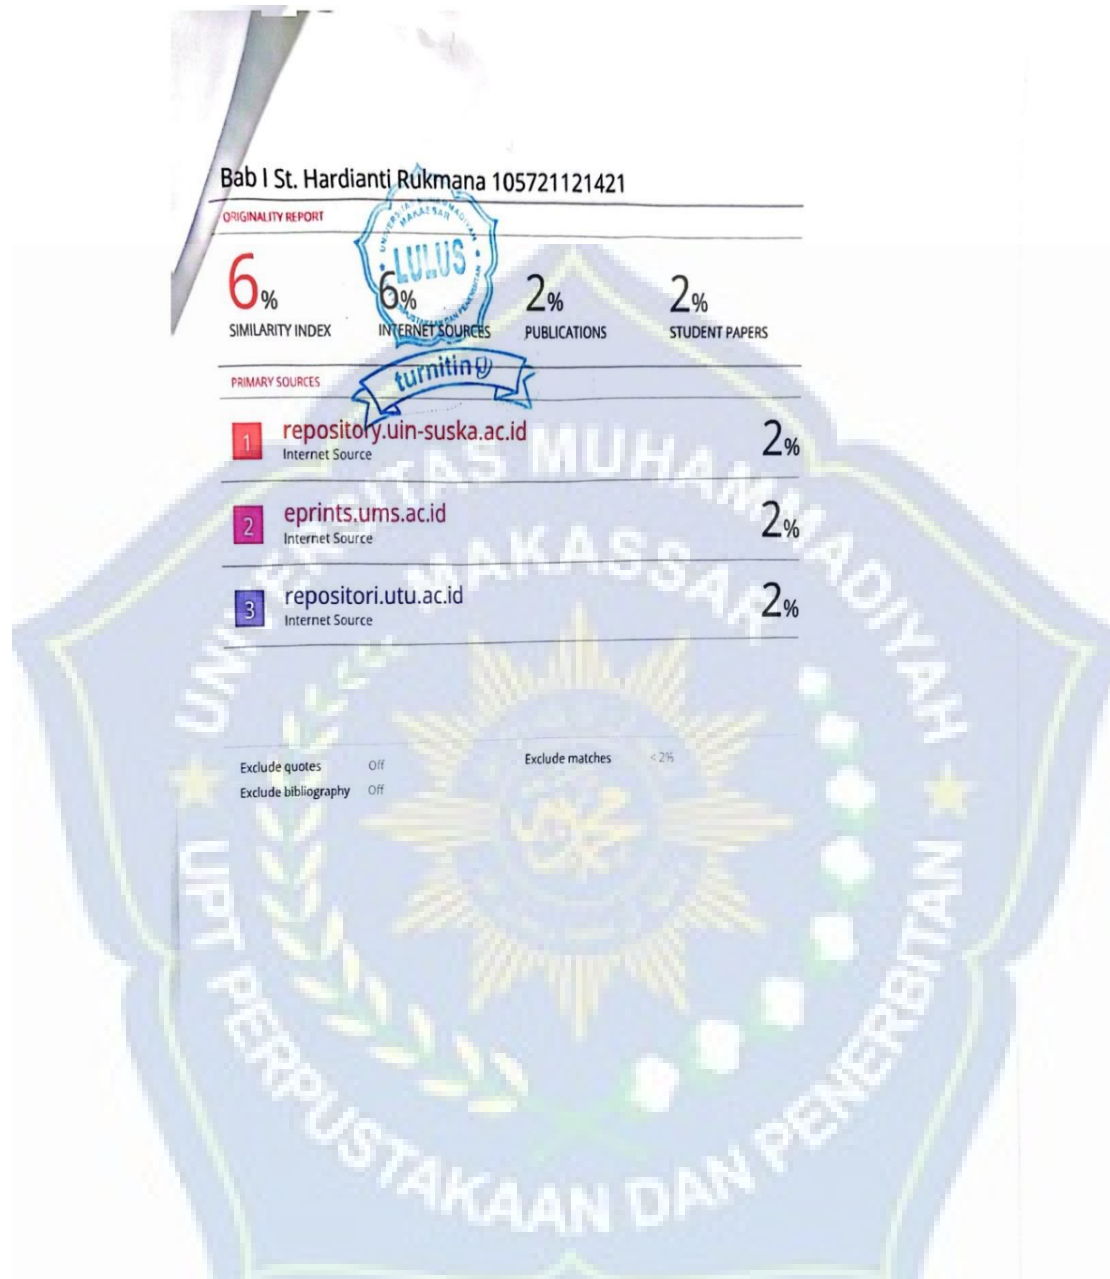 Bab I St. Hardianti Rukmana 105721121421
ORIGINALITY REPORT
UNIVERSITAS MUHAMMADIYAH
MAKASSAR
LULUS
6%
6%
2%
2%
SIMILARITY INDEX
INTERNET SOURCES
PUBLICATIONS
STUDENT PAPERS
turnitin
PRIMARY SOURCES
1
repository.uin-suska.ac.id
Internet Source
2%
2
eprints.ums.ac.id
Internet Source
2%
3
repositori.utu.ac.id
Internet Source
2%
Exclude quotes Off
Exclude matches < 2%
Exclude bibliography Off
UNIVERSITAS MUHAMMADIYAH
MAKASSAR
UPT PERPUSTAKAAN DAN PENERBITAN